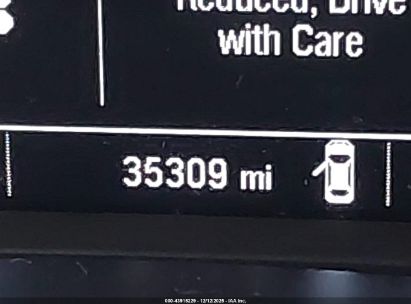 Reduced, Drive
with Care
35309 mi